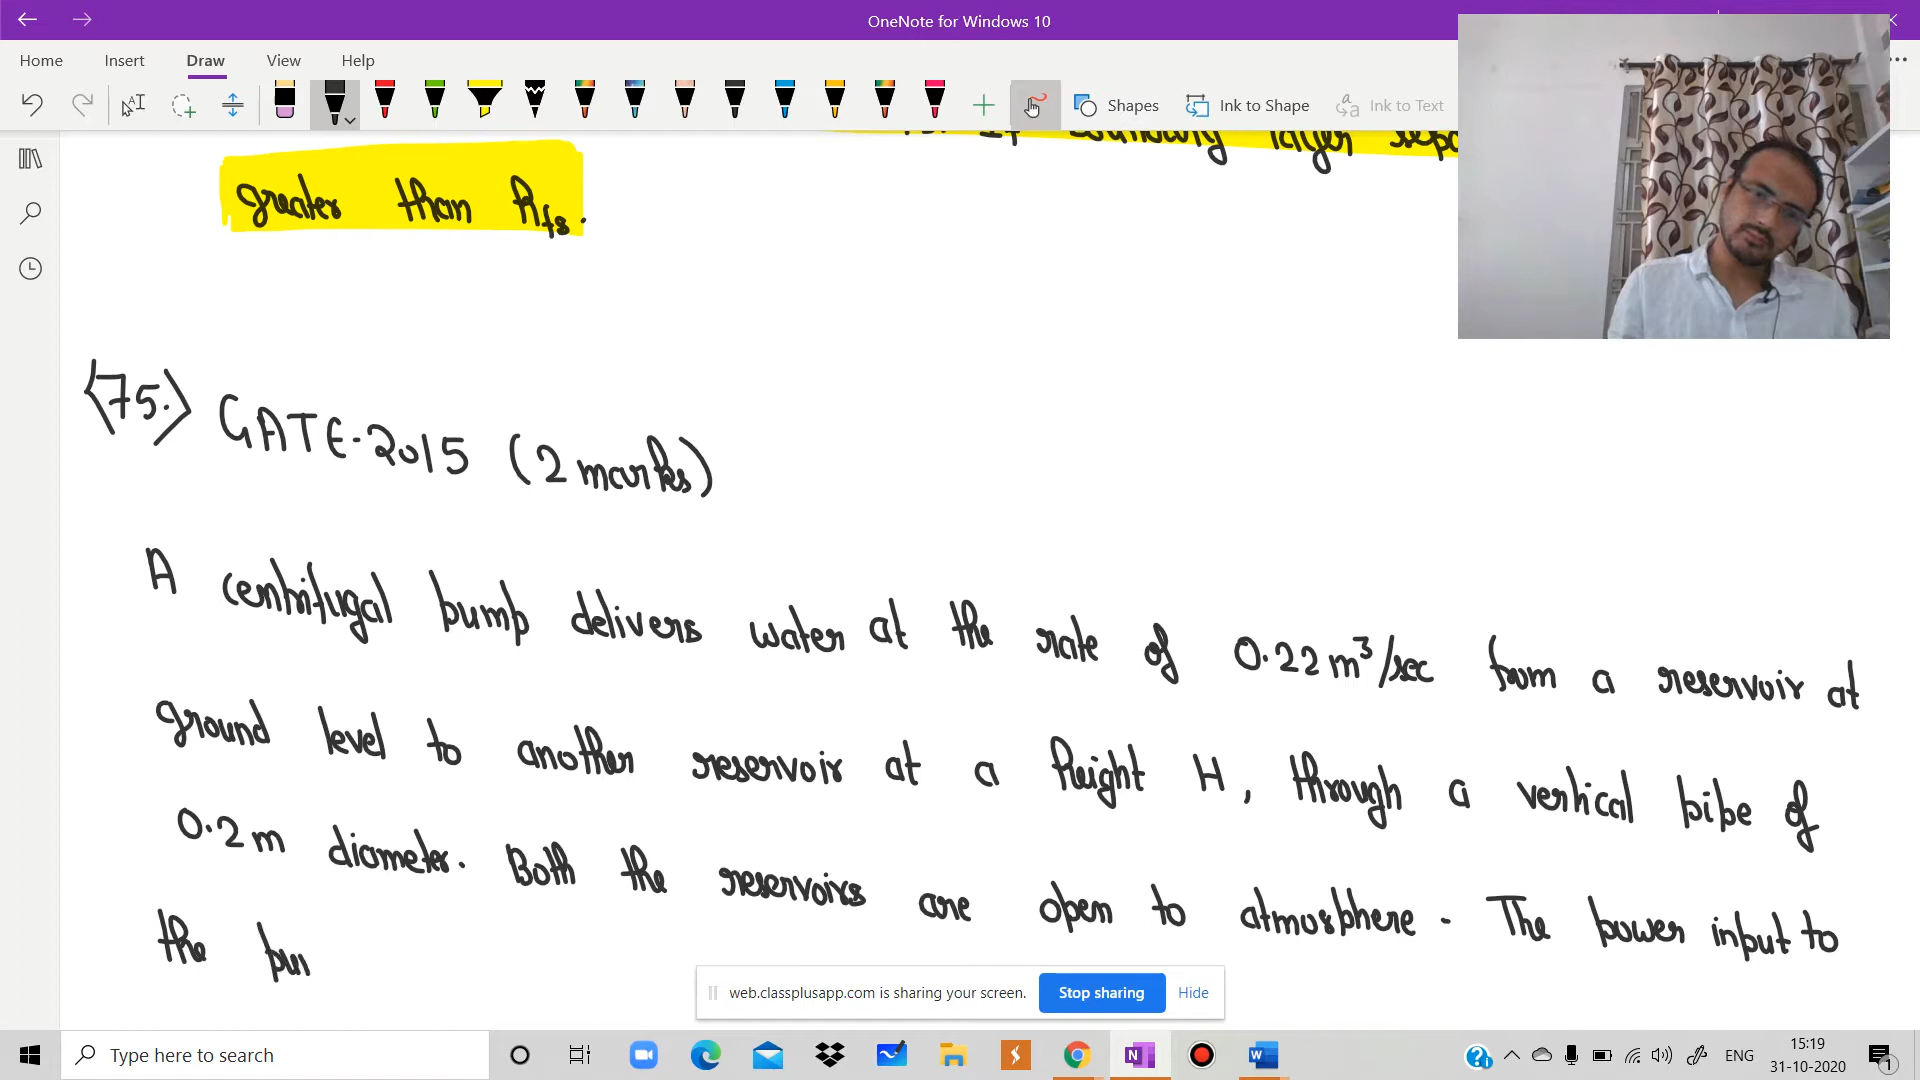 OneNote for Windows 10
Home Insert Draw View Help
Shapes Ink to Shape Ink to Text
greater than Rfs.
<75.> GATE-2015 (2 marks)
A centrifugal pump delivers water at the rate of 0.22 m³/sec from a reservoir at
ground level to another reservoir at a height H, through a vertical pipe of
0.2 m diameter. Both the reservoirs are open to atmosphere. The power input to
the pu
web.classplusapp.com is sharing your screen. Stop sharing Hide
Type here to search
ENG
15:19
31-10-2020
1